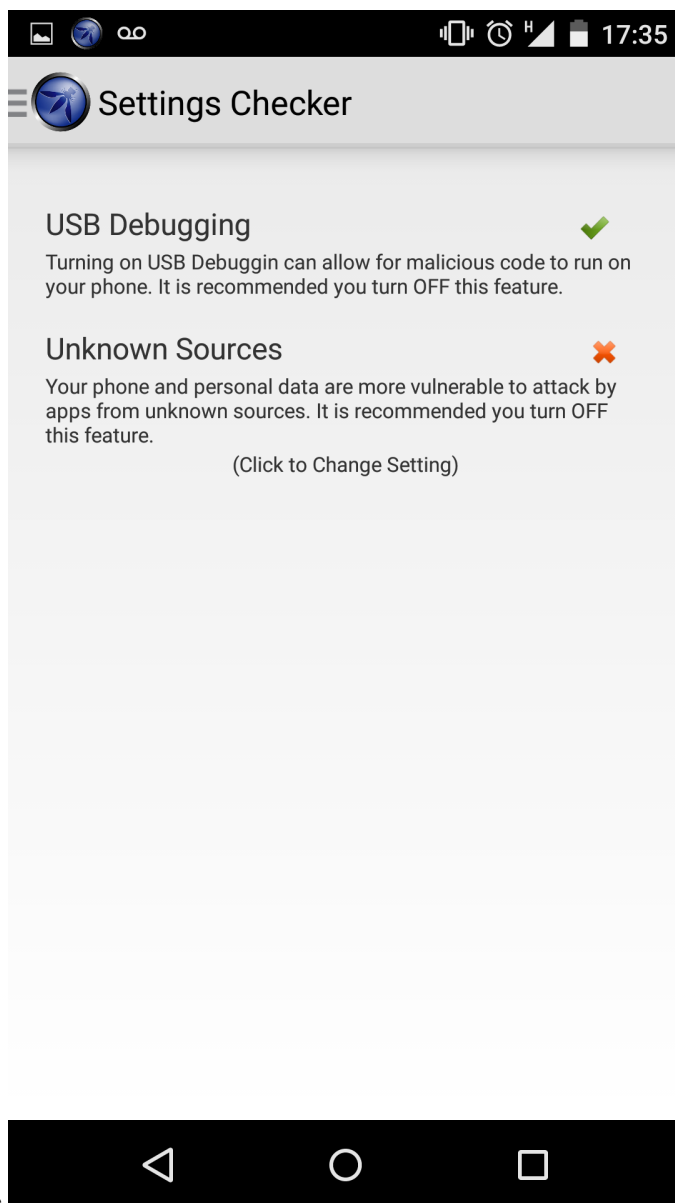 H 17:35
Settings Checker
USB Debugging
Turning on USB Debuggin can allow for malicious code to run on
your phone. It is recommended you turn OFF this feature.
Unknown Sources
Your phone and personal data are more vulnerable to attack by
apps from unknown sources. It is recommended you turn OFF
this feature.
(Click to Change Setting)